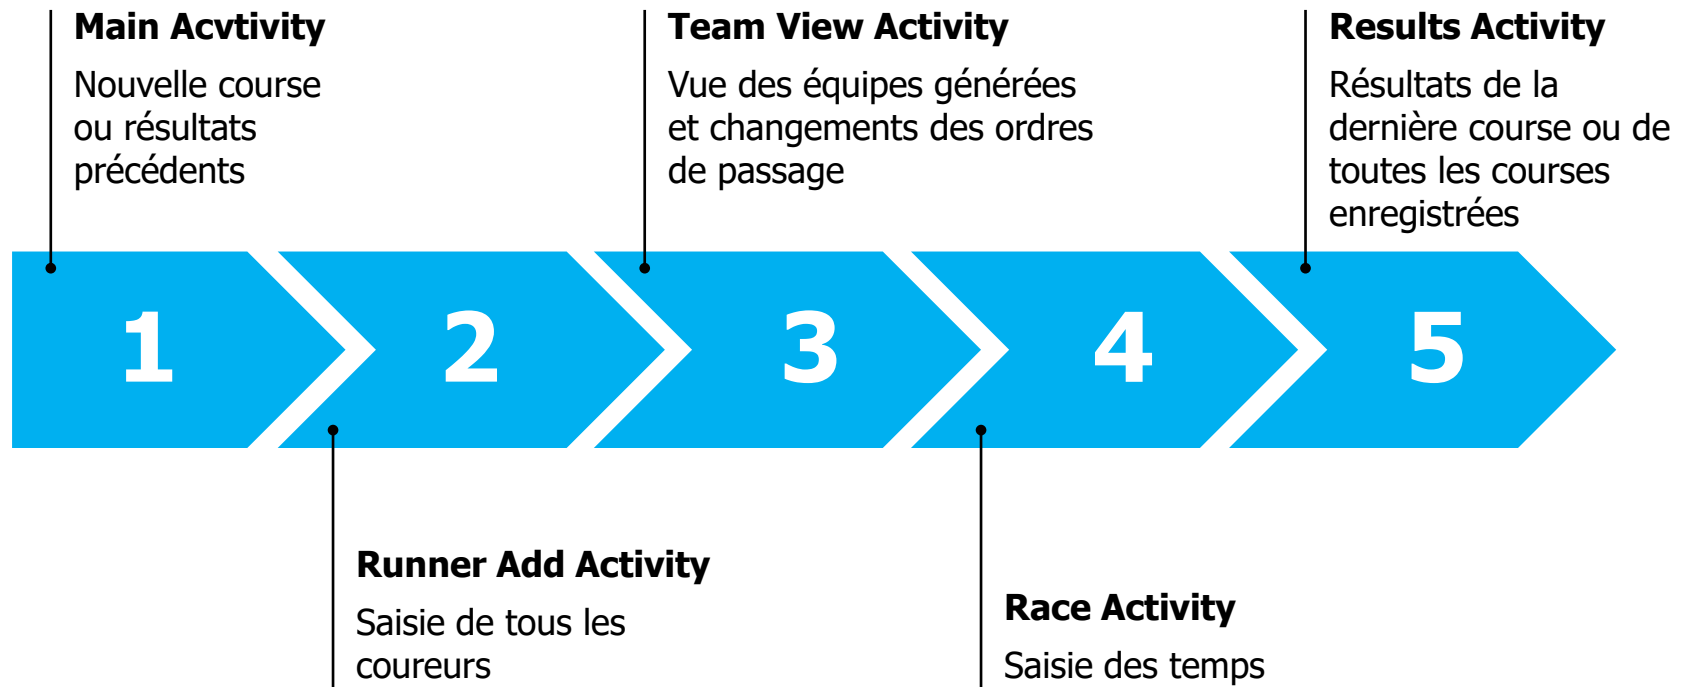 Main Acvtivity
Nouvelle course
ou résultats
précédents
Team View Activity
Vue des équipes générées
et changements des ordres
de passage
Results Activity
Résultats de la
dernière course ou de
toutes les courses
enregistrées
1
2
3
4
5
Runner Add Activity
Saisie de tous les
coureurs
Race Activity
Saisie des temps